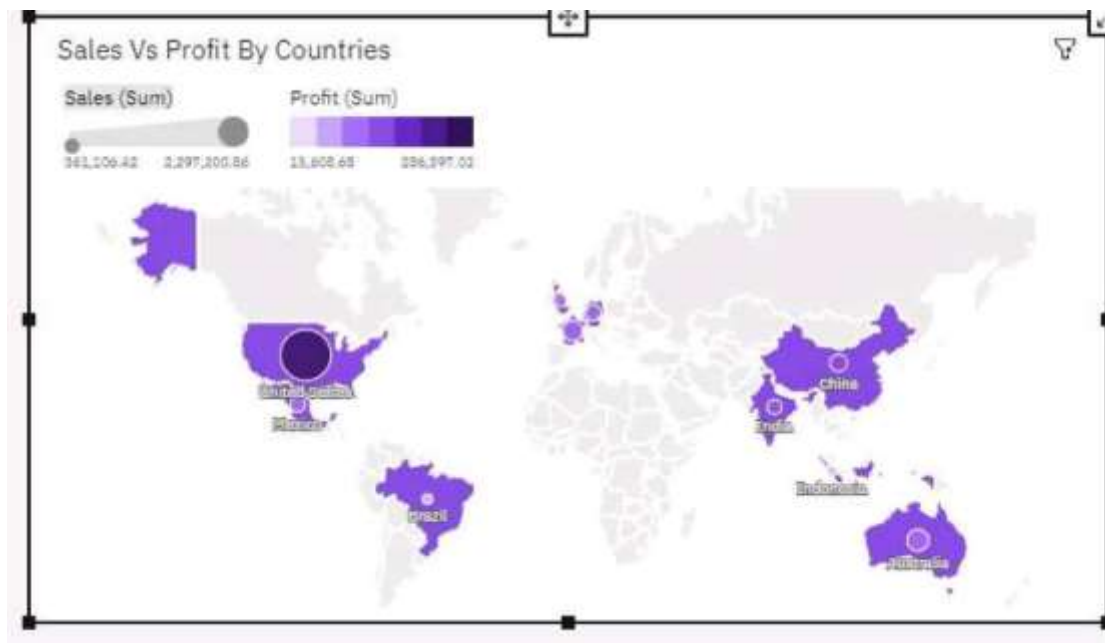 Sales Vs Profit By Countries
Sales (Sum) Profit (Sum)
361,106.42 2,297,200.86 13,608.68 286,397.02
United States
Mexico
Brazil
China
India
Indonesia
Australia